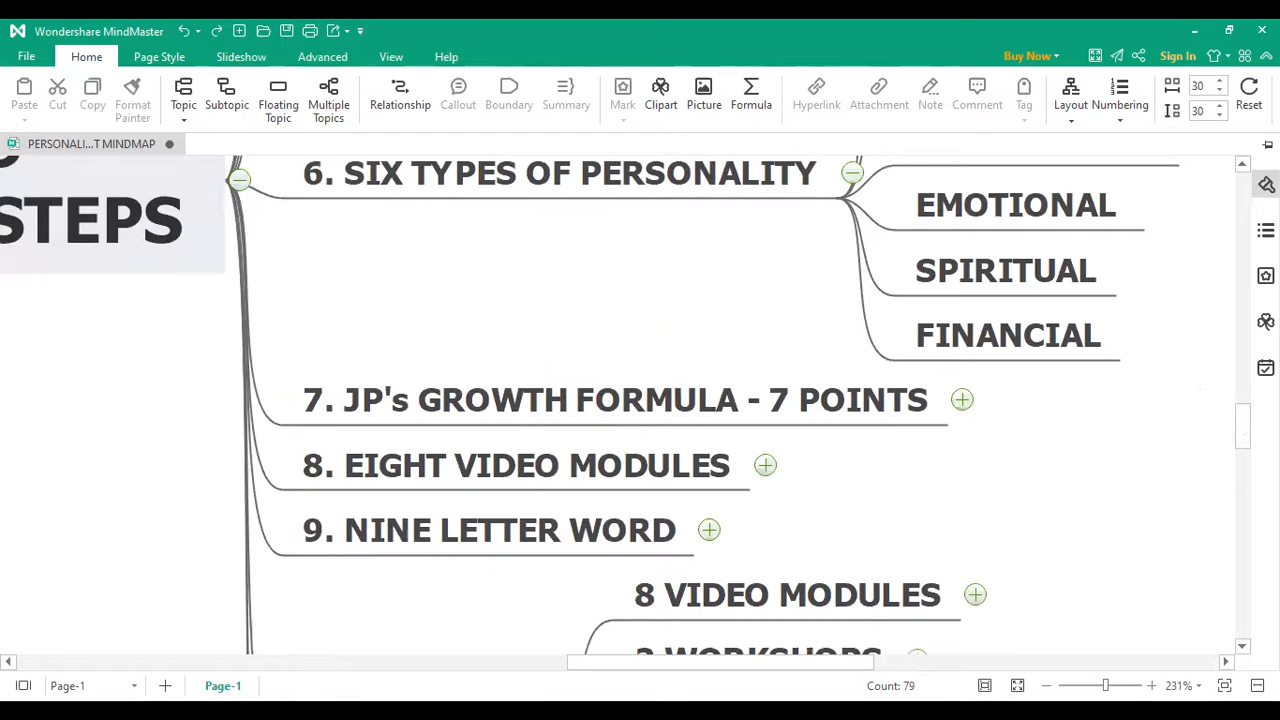 Wondershare MindMaster
File Home Page Style Slideshow Advanced View Help Buy Now Sign In
Paste Cut Copy Format Painter Topic Subtopic Floating Topic Multiple Topics Relationship Callout Boundary Summary Mark Clipart Picture Formula Hyperlink Attachment Note Comment Tag Layout Numbering 30 30 Reset
PERSONALI...T MINDMAP
STEPS
6. SIX TYPES OF PERSONALITY
EMOTIONAL
SPIRITUAL
FINANCIAL
7. JP's GROWTH FORMULA - 7 POINTS
8. EIGHT VIDEO MODULES
9. NINE LETTER WORD
8 VIDEO MODULES
WORKSHOPS
Page-1 Page-1 Count: 79 231%